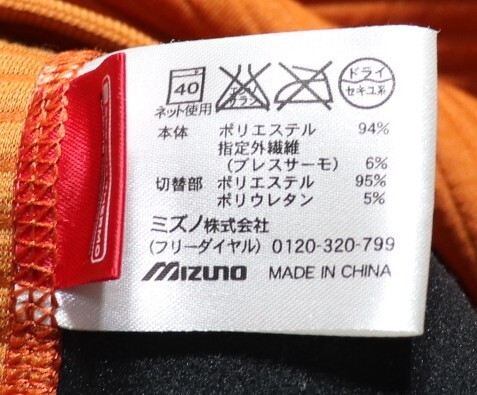 40
エンソ
サラシ
ドライ
セキユ系
ネット使用
本体 ポリエステル 94%
指定外繊維
(ブレスサーモ) 6%
切替部 ポリエステル 95%
ポリウレタン 5%
ミズノ株式会社
(フリーダイヤル) 0120-320-799
mizuno MADE IN CHINA